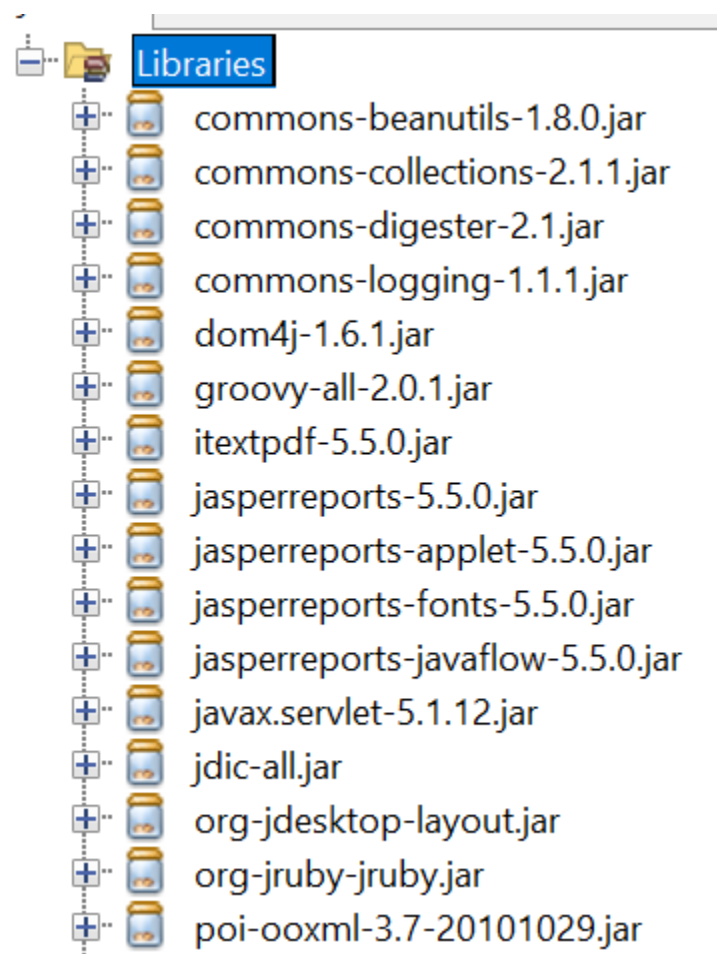 Libraries
commons-beanutils-1.8.0.jar
commons-collections-2.1.1.jar
commons-digester-2.1.jar
commons-logging-1.1.1.jar
dom4j-1.6.1.jar
groovy-all-2.0.1.jar
itextpdf-5.5.0.jar
jasperreports-5.5.0.jar
jasperreports-applet-5.5.0.jar
jasperreports-fonts-5.5.0.jar
jasperreports-javaflow-5.5.0.jar
javax.servlet-5.1.12.jar
jdic-all.jar
org-jdesktop-layout.jar
org-jruby-jruby.jar
poi-ooxml-3.7-20101029.jar